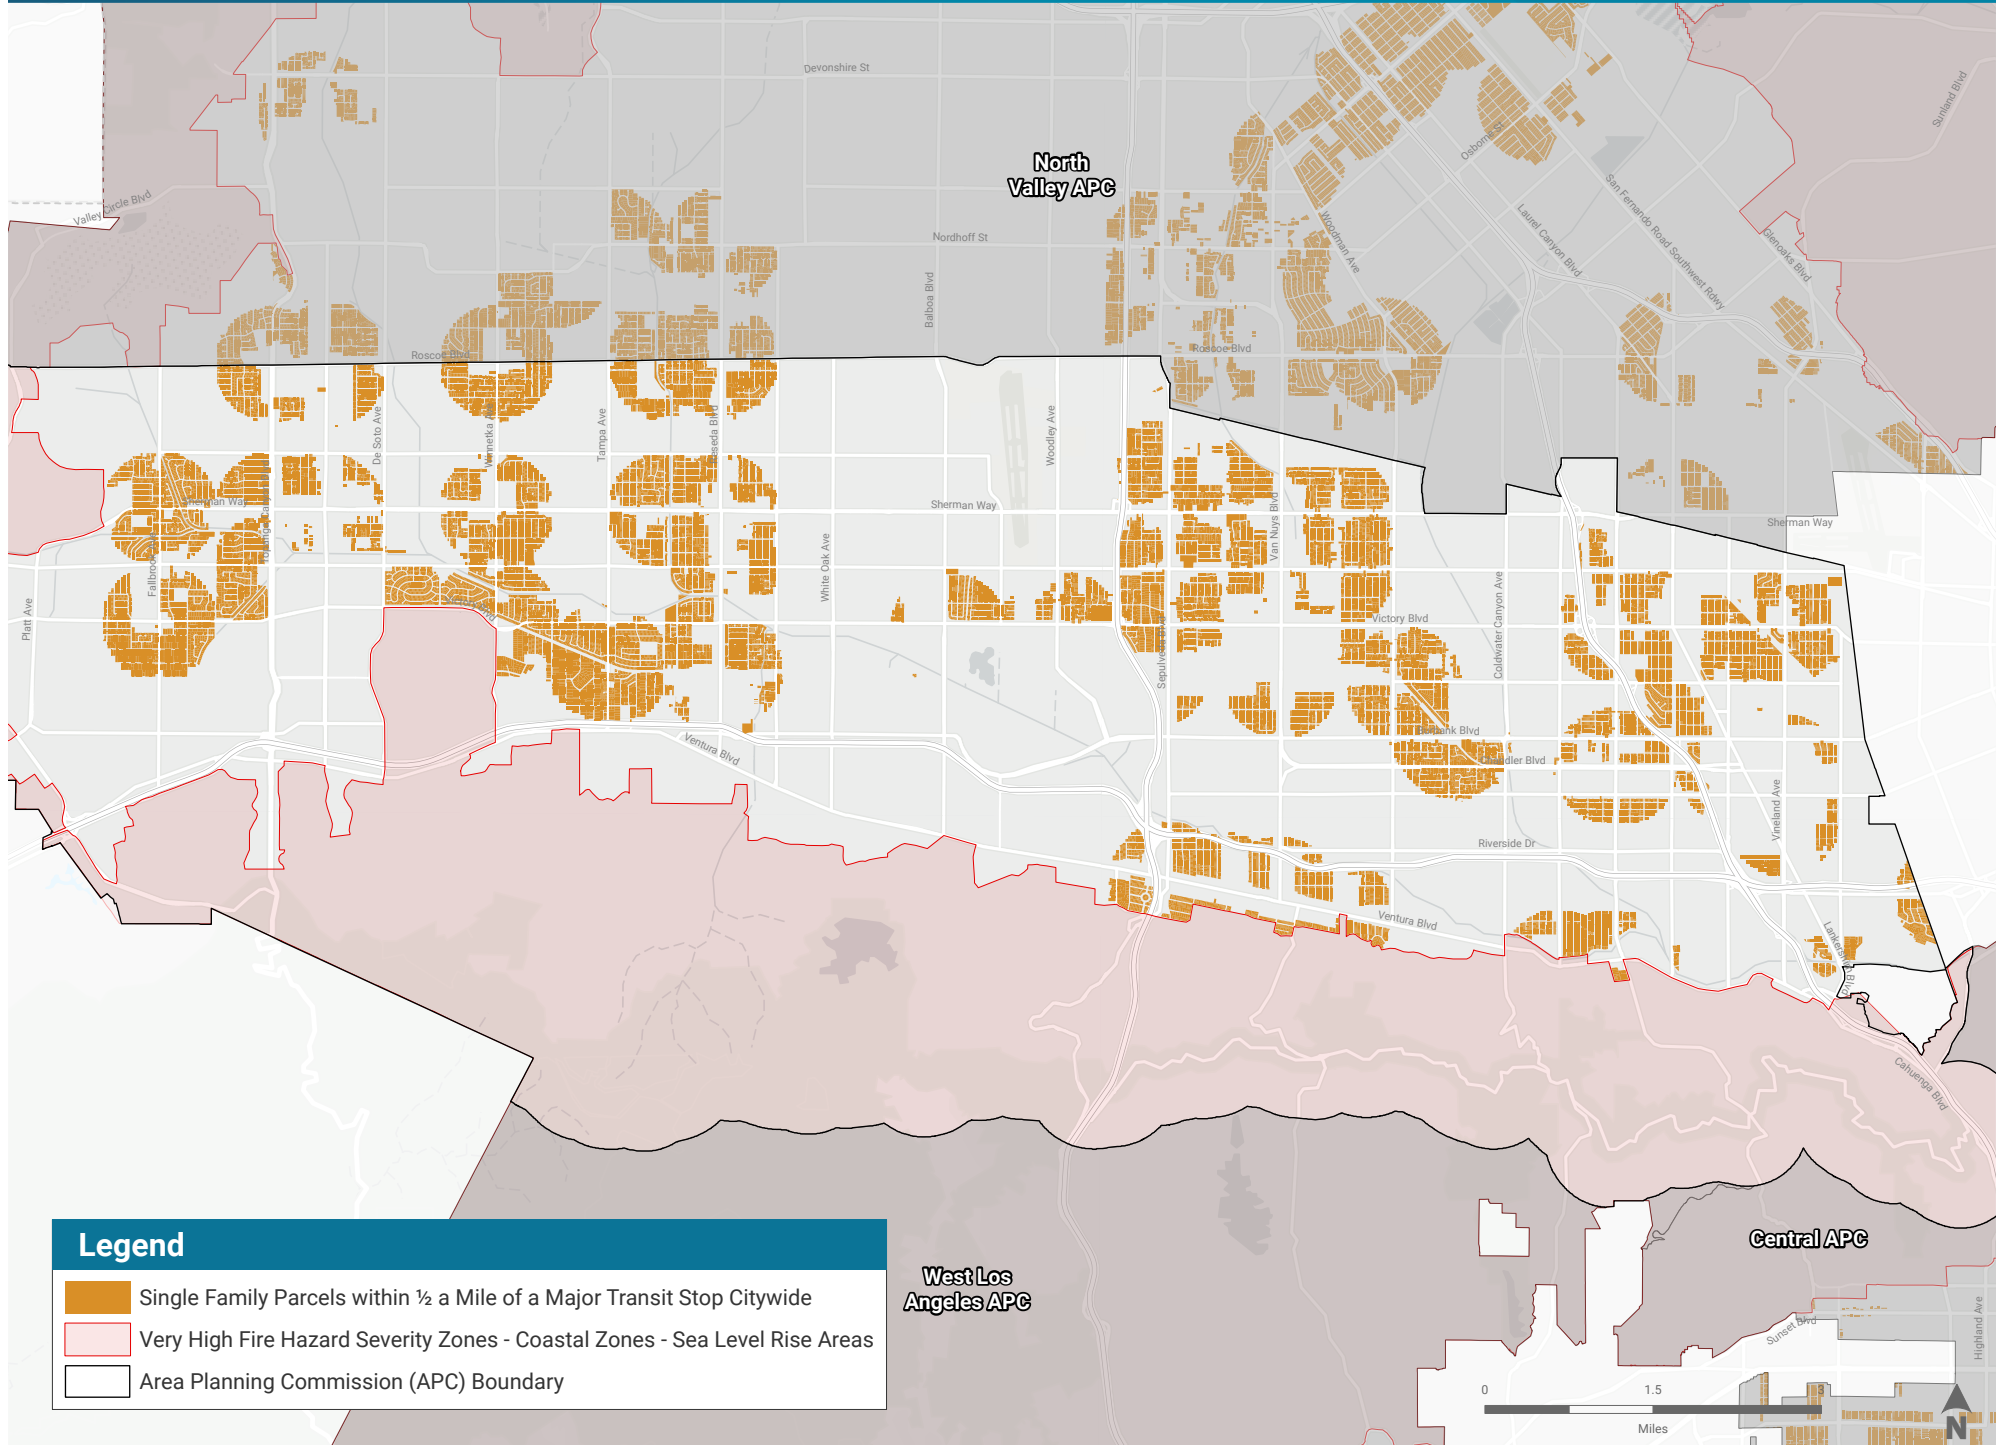 Devonshire St
Sunland Blvd
Osborne St
North
Valley APC
Valley Circle Blvd
San Fernando Road Southwest Rdwy
Laurel Canyon Blvd
Woodman Ave
Glenoaks Blvd
Nordhoff St
Balboa Blvd
Roscoe Blvd
Roscoe Blvd
De Soto Ave
Winnetka Ave
Tampa Ave
Reseda Blvd
Woodley Ave
Sherman Way
Sherman Way
Sherman Way
Van Nuys Blvd
Fallbrook Ave
White Oak Ave
Platt Ave
Coldwater Canyon Ave
Victory Blvd
Victory Blvd
Sepulveda Blvd
Burbank Blvd
Chandler Blvd
Ventura Blvd
Vineland Ave
Riverside Dr
Ventura Blvd
Lankershim Blvd
Cahuenga Blvd
Central APC
West Los
Angeles APC
Sunset Blvd
Highland Ave
Legend
Single Family Parcels within ½ a Mile of a Major Transit Stop Citywide
Very High Fire Hazard Severity Zones - Coastal Zones - Sea Level Rise Areas
Area Planning Commission (APC) Boundary
0 1.5 3
Miles
N